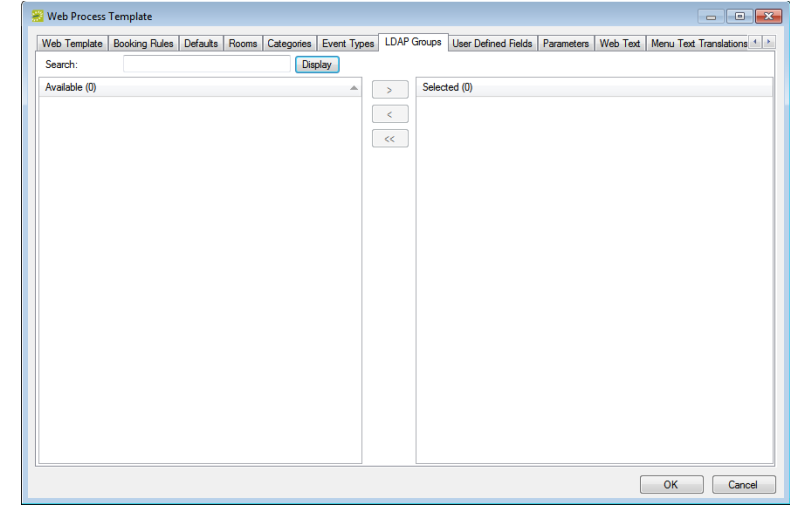 Web Process Template
Web Template Booking Rules Defaults Rooms Categories Event Types LDAP Groups User Defined Fields Parameters Web Text Menu Text Translations
Search: Display
Available (0) > Selected (0)
<
<<
OK Cancel